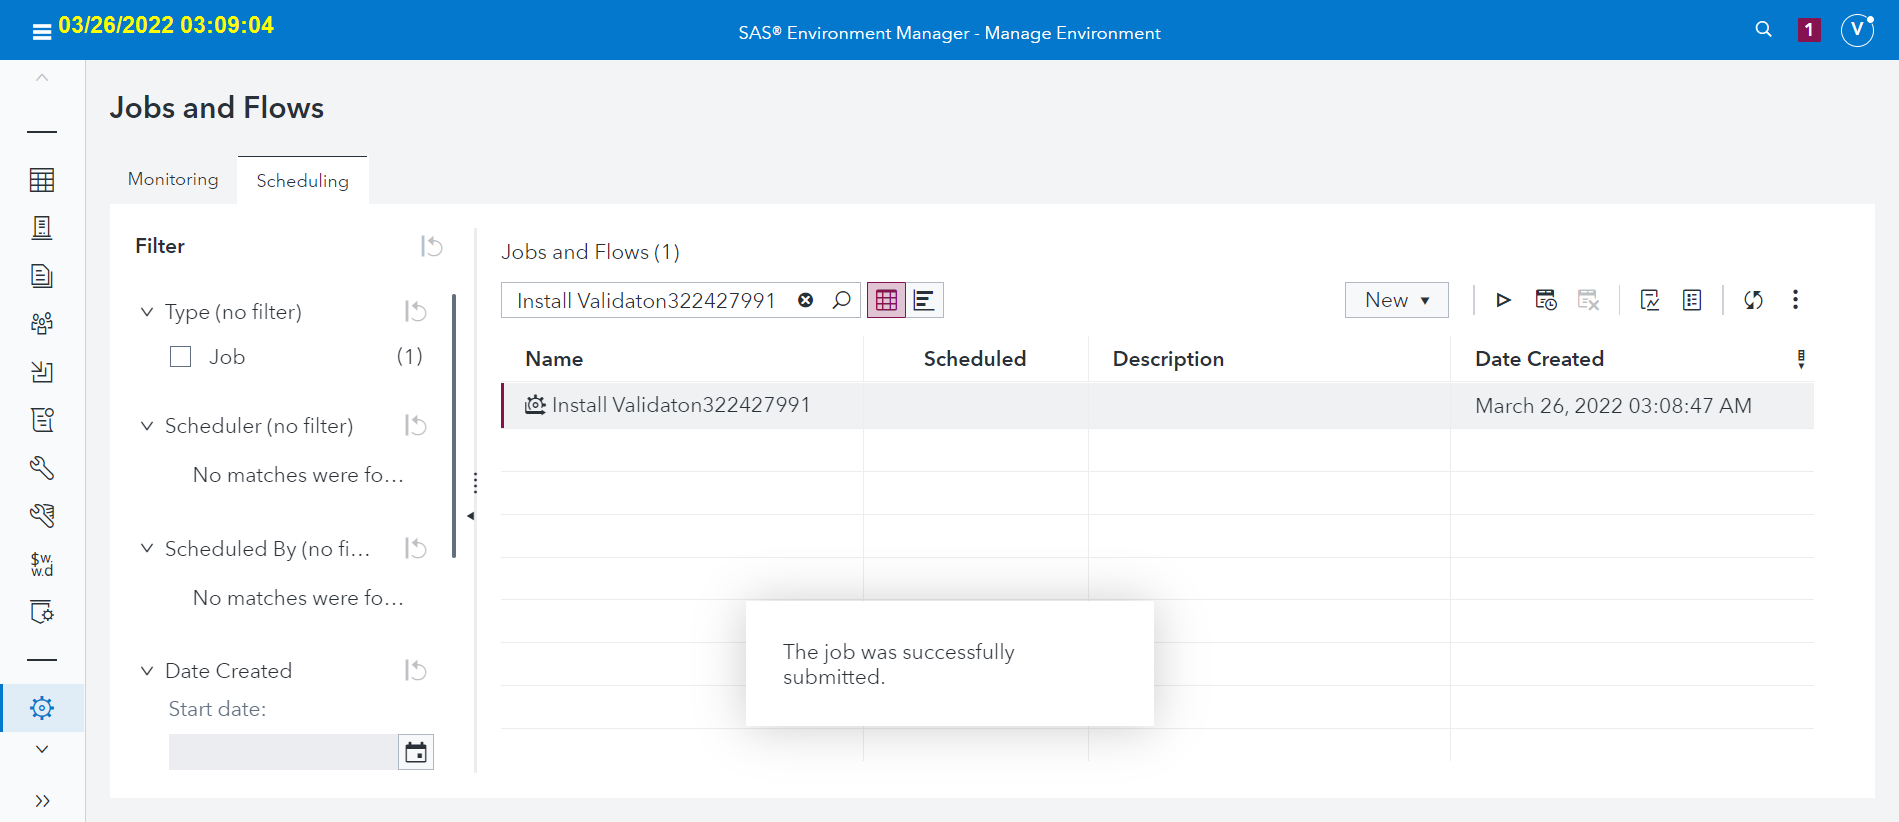 03/26/2022 03:09:04
SAS® Environment Manager - Manage Environment
1
V
Jobs and Flows
Monitoring
Scheduling
Filter
Type (no filter)
Job (1)
Scheduler (no filter)
No matches were fo...
Scheduled By (no fi...
No matches were fo...
Date Created
Start date:
$w.
w.d
Jobs and Flows (1)
Install Validaton322427991
New
Name Scheduled Description Date Created
Install Validaton322427991 March 26, 2022 03:08:47 AM
The job was successfully
submitted.